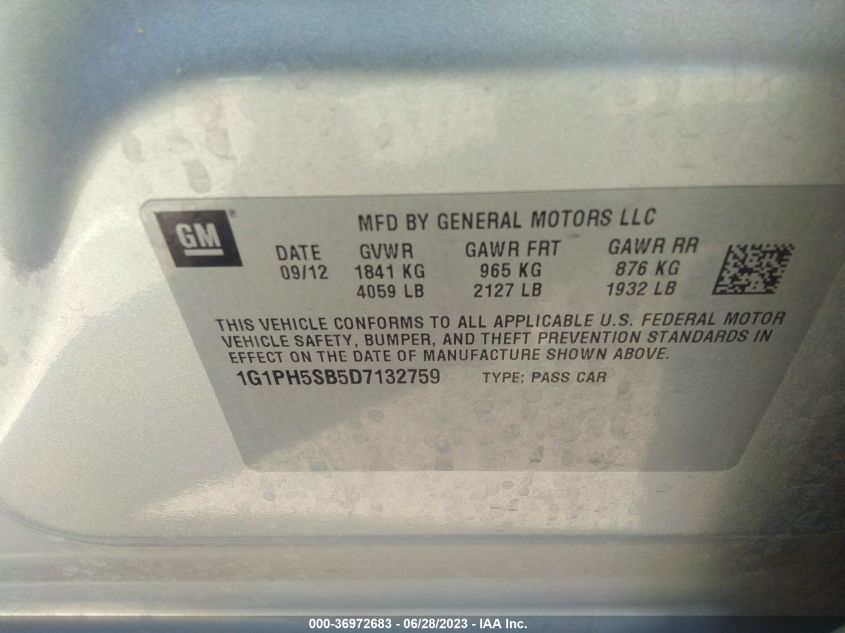 GM ® MFD BY GENERAL MOTORS LLC
DATE GVWR GAWR FRT GAWR RR
09/12 1841 KG 965 KG 876 KG
4059 LB 2127 LB 1932 LB
THIS VEHICLE CONFORMS TO ALL APPLICABLE U.S. FEDERAL MOTOR
VEHICLE SAFETY, BUMPER, AND THEFT PREVENTION STANDARDS IN
EFFECT ON THE DATE OF MANUFACTURE SHOWN ABOVE.
1G1PH5SB5D7132759 TYPE: PASS CAR
000-36972683 - 06/28/2023 - IAA Inc.